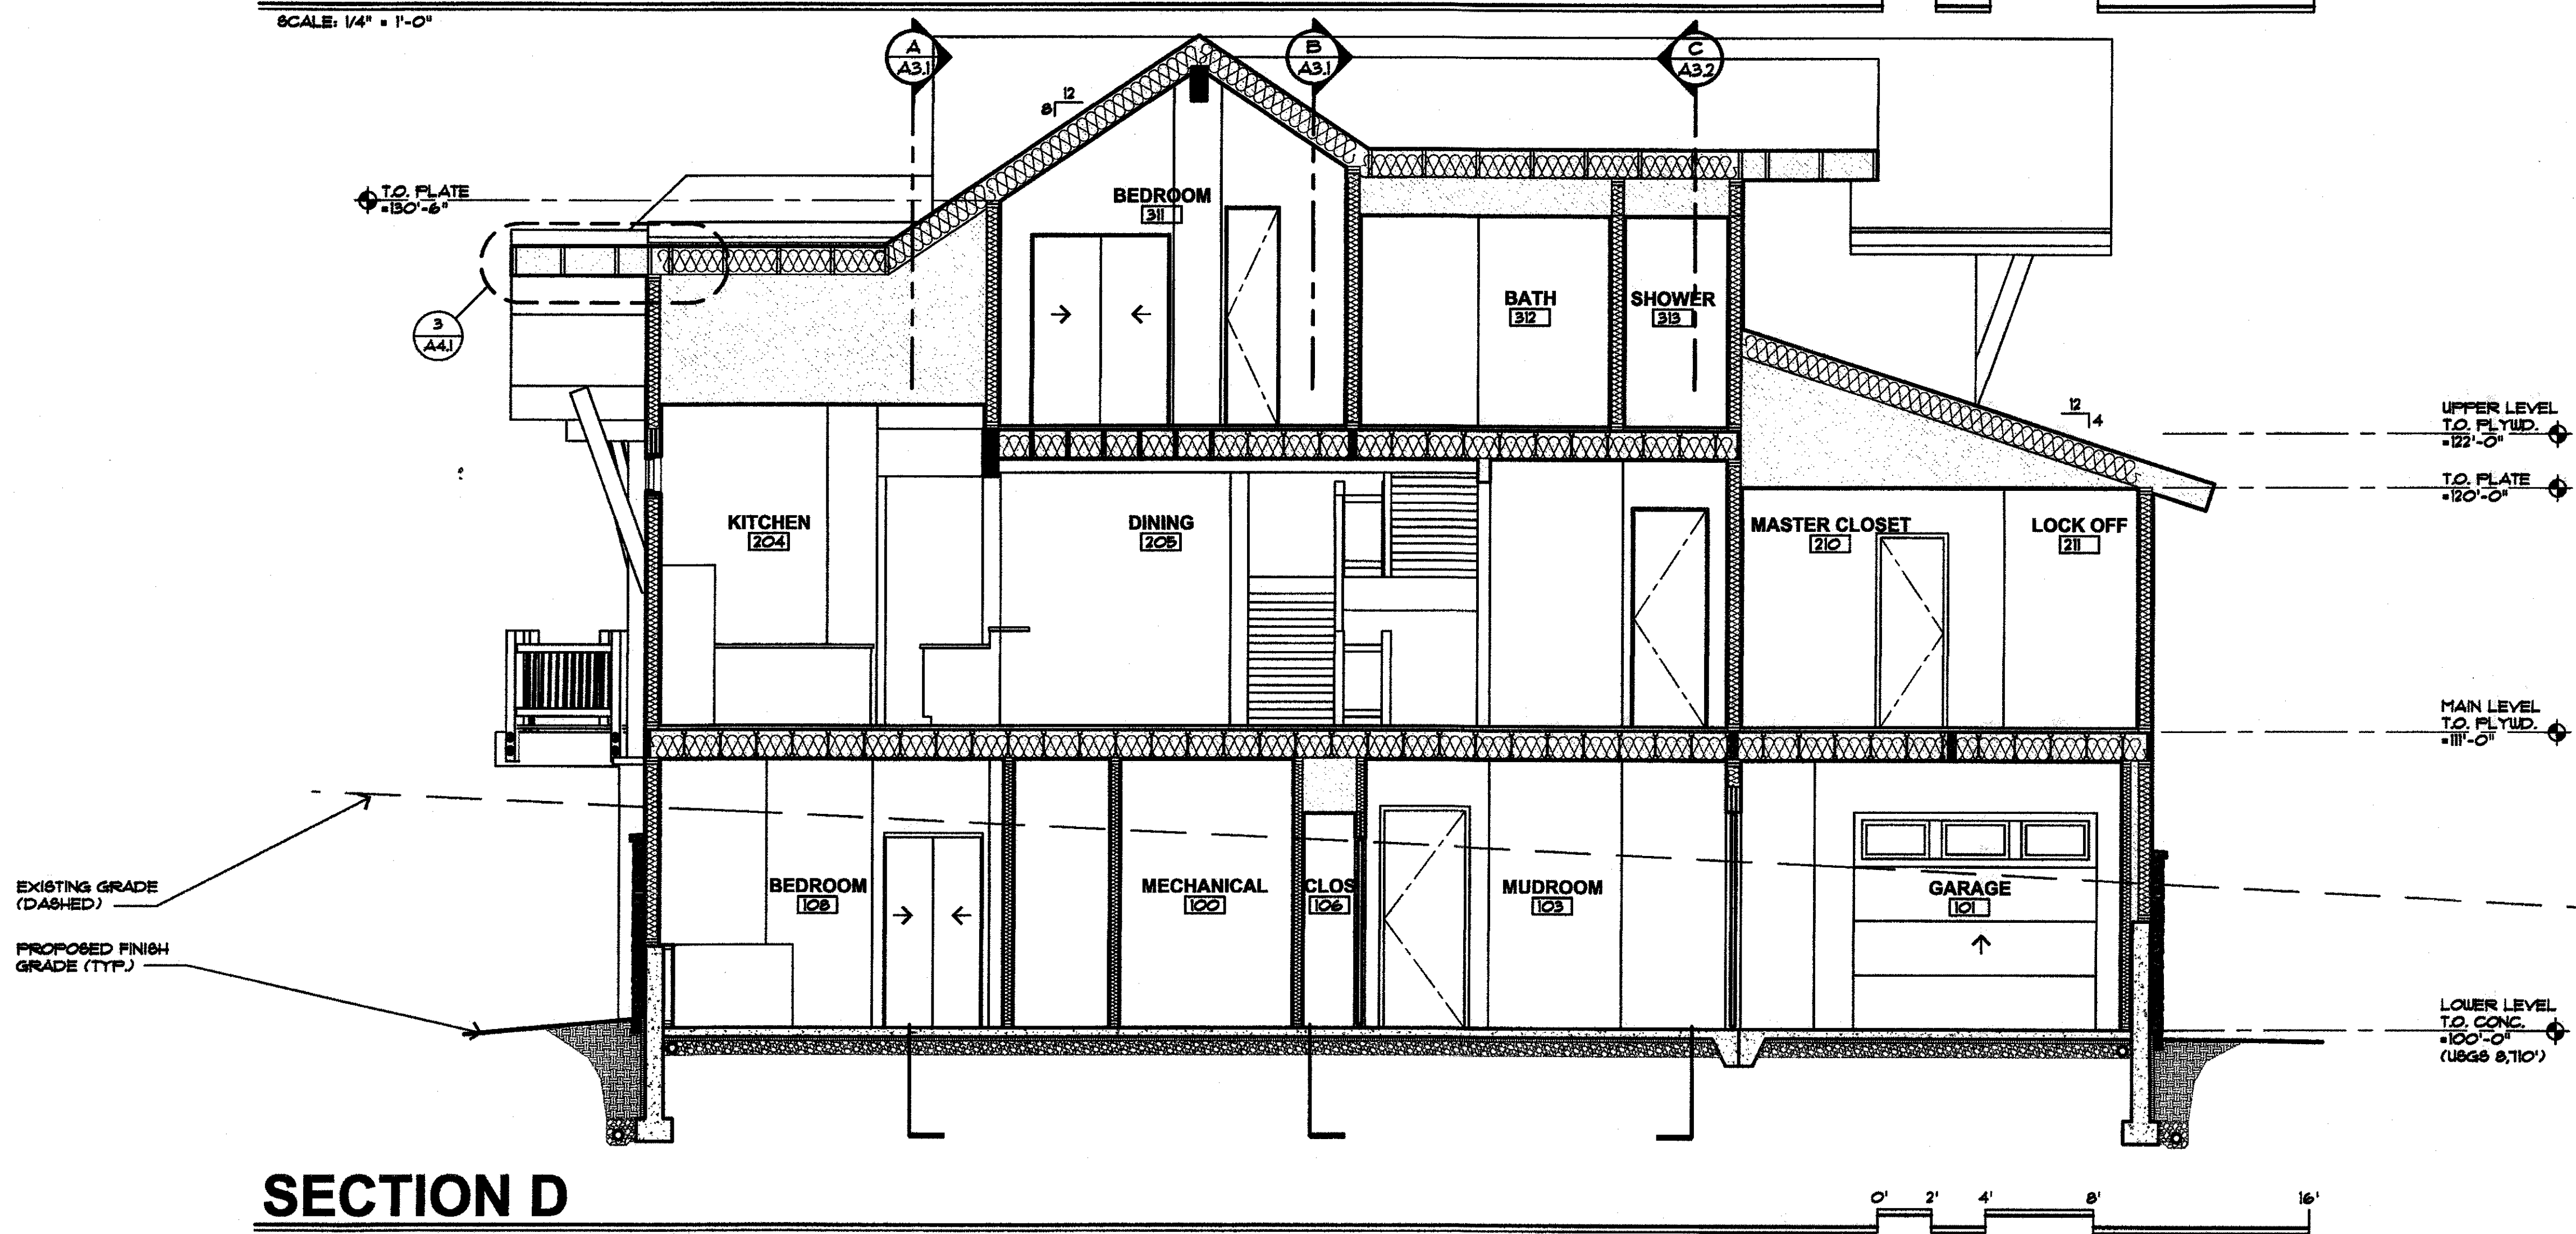 SCALE: 1/4" = 1'-0"
A
A3.1
B
A3.1
C
A3.2
12
8
T.O. PLATE
=130'-6"
BEDROOM
311
BATH
312
SHOWER
313
3
A4.1
12
4
UPPER LEVEL
T.O. PLYWD.
=122'-0"
T.O. PLATE
=120'-0"
KITCHEN
204
DINING
205
MASTER CLOSET
210
LOCK OFF
211
MAIN LEVEL
T.O. PLYWD.
=111'-0"
EXISTING GRADE
(DASHED)
BEDROOM
108
MECHANICAL
100
CLOS
106
MUDROOM
103
GARAGE
101
PROPOSED FINISH
GRADE (TYP.)
LOWER LEVEL
T.O. CONC.
=100'-0"
(USGS 8,710')
SECTION D
0' 2' 4' 8' 16'